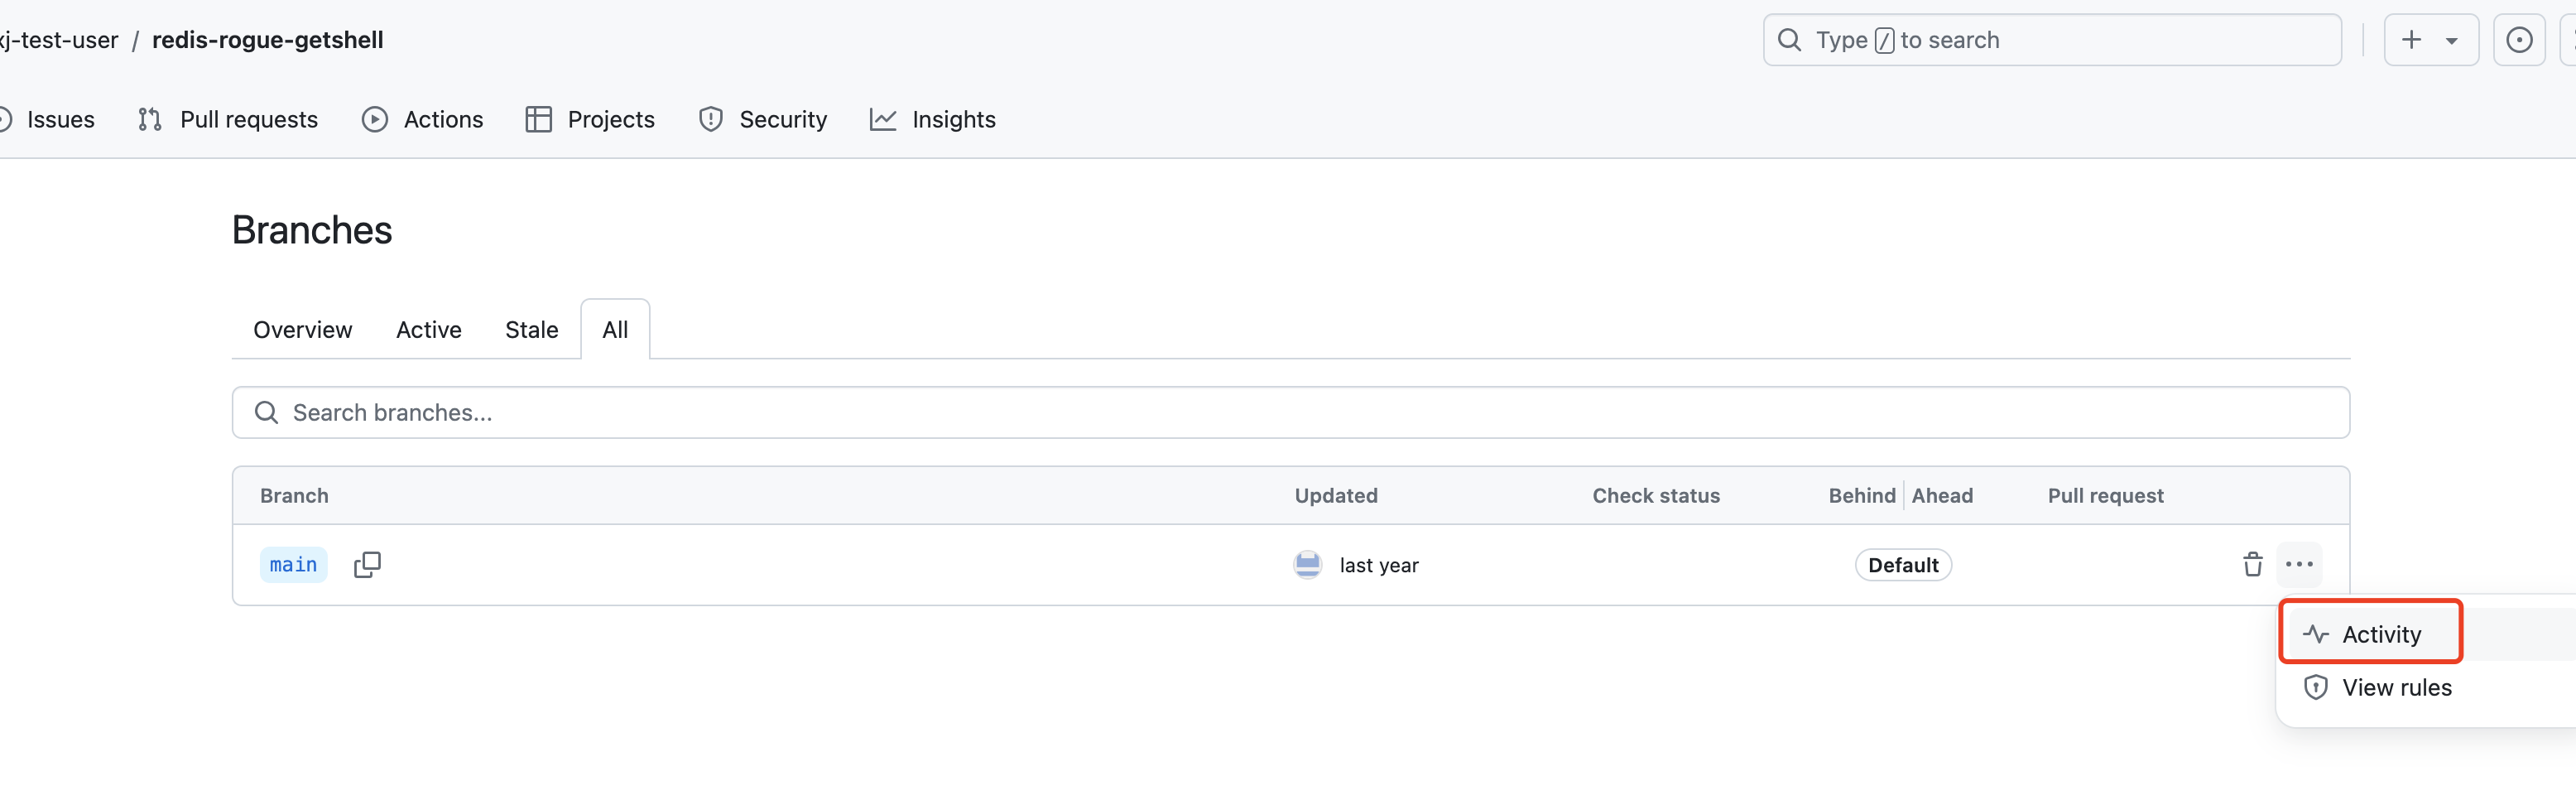 xj-test-user / redis-rogue-getshell
Type / to search
Issues Pull requests Actions Projects Security Insights
Branches
Overview Active Stale All
Search branches...
Branch Updated Check status Behind Ahead Pull request
main last year Default
Activity
View rules